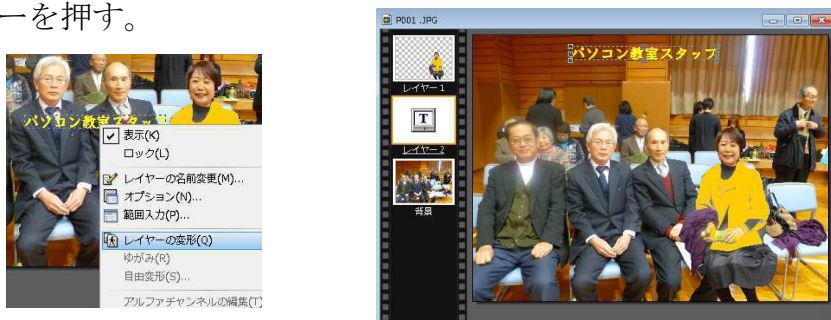 ーを押す。
パソコン教室スタッフ
表示(K)
ロック(L)
レイヤーの名前変更(M)...
オプション(N)...
範囲入力(P)...
レイヤーの変形(Q)
ゆがみ(R)
自由変形(S)...
アルファチャンネルの編集(T)
P001 .JPG
レイヤー1
T
レイヤー2
背景
パソコン教室スタッフ